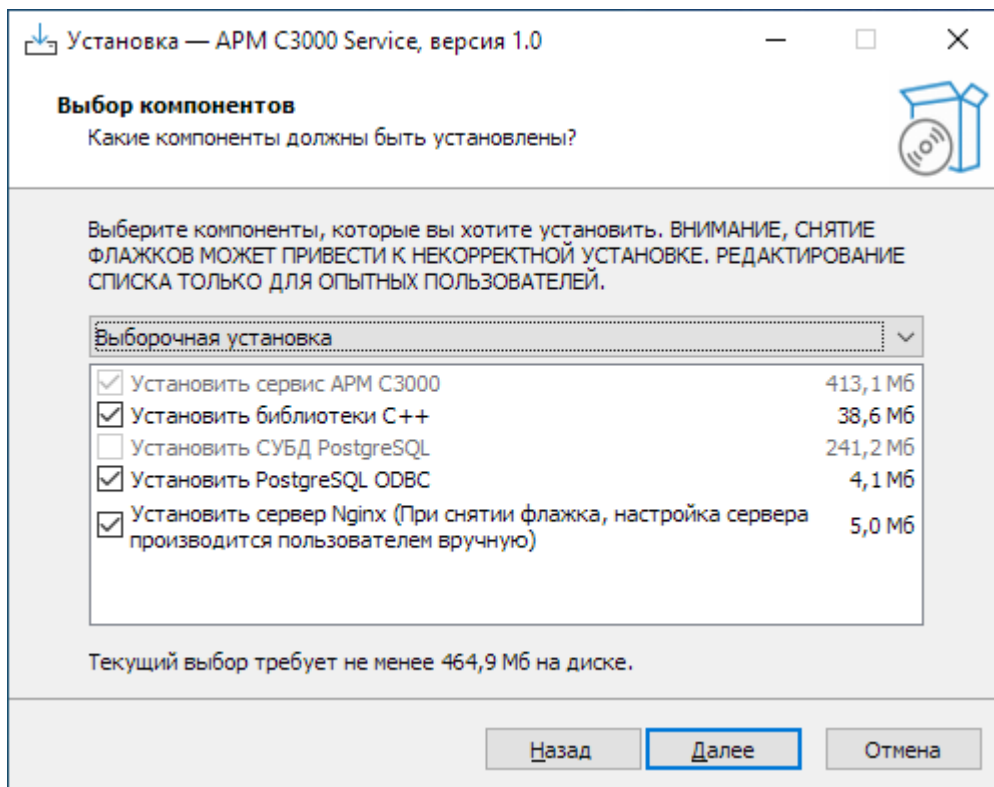 Установка — АРМ С3000 Service, версия 1.0
Выбор компонентов
Какие компоненты должны быть установлены?
Выберите компоненты, которые вы хотите установить. ВНИМАНИЕ, СНЯТИЕ
ФЛАЖКОВ МОЖЕТ ПРИВЕСТИ К НЕКОРРЕКТНОЙ УСТАНОВКЕ. РЕДАКТИРОВАНИЕ
СПИСКА ТОЛЬКО ДЛЯ ОПЫТНЫХ ПОЛЬЗОВАТЕЛЕЙ.
Выборочная установка
Установить сервис АРМ С3000 413,1 Мб
Установить библиотеки C++ 38,6 Мб
Установить СУБД PostgreSQL 241,2 Мб
Установить PostgreSQL ODBC 4,1 Мб
Установить сервер Nginx (При снятии флажка, настройка сервера
производится пользователем вручную) 5,0 Мб
Текущий выбор требует не менее 464,9 Мб на диске.
Назад Далее Отмена